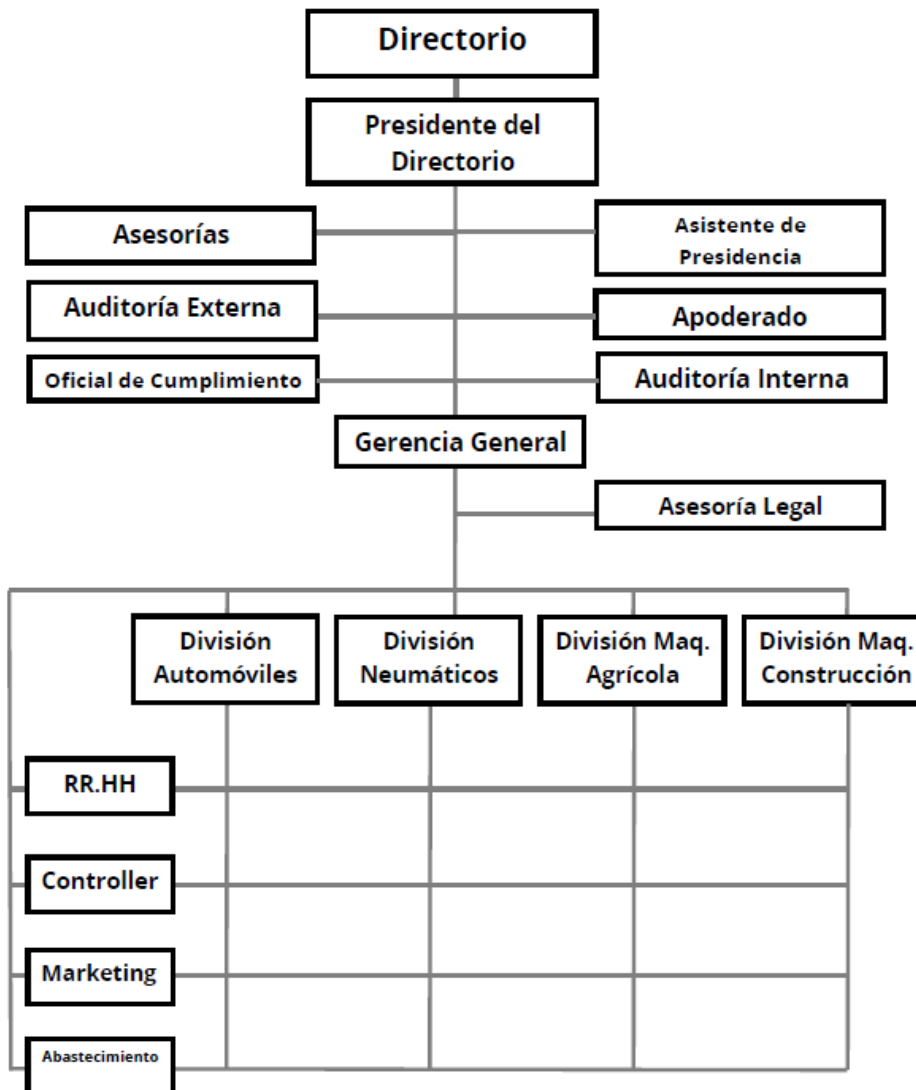 Directorio
Presidente del
Directorio
Asesorías
Asistente de
Presidencia
Auditoría Externa
Apoderado
Oficial de Cumplimiento
Auditoría Interna
Gerencia General
Asesoría Legal
División
Automóviles
División
Neumáticos
División Maq.
Agrícola
División Maq.
Construcción
RR.HH
Controller
Marketing
Abastecimiento